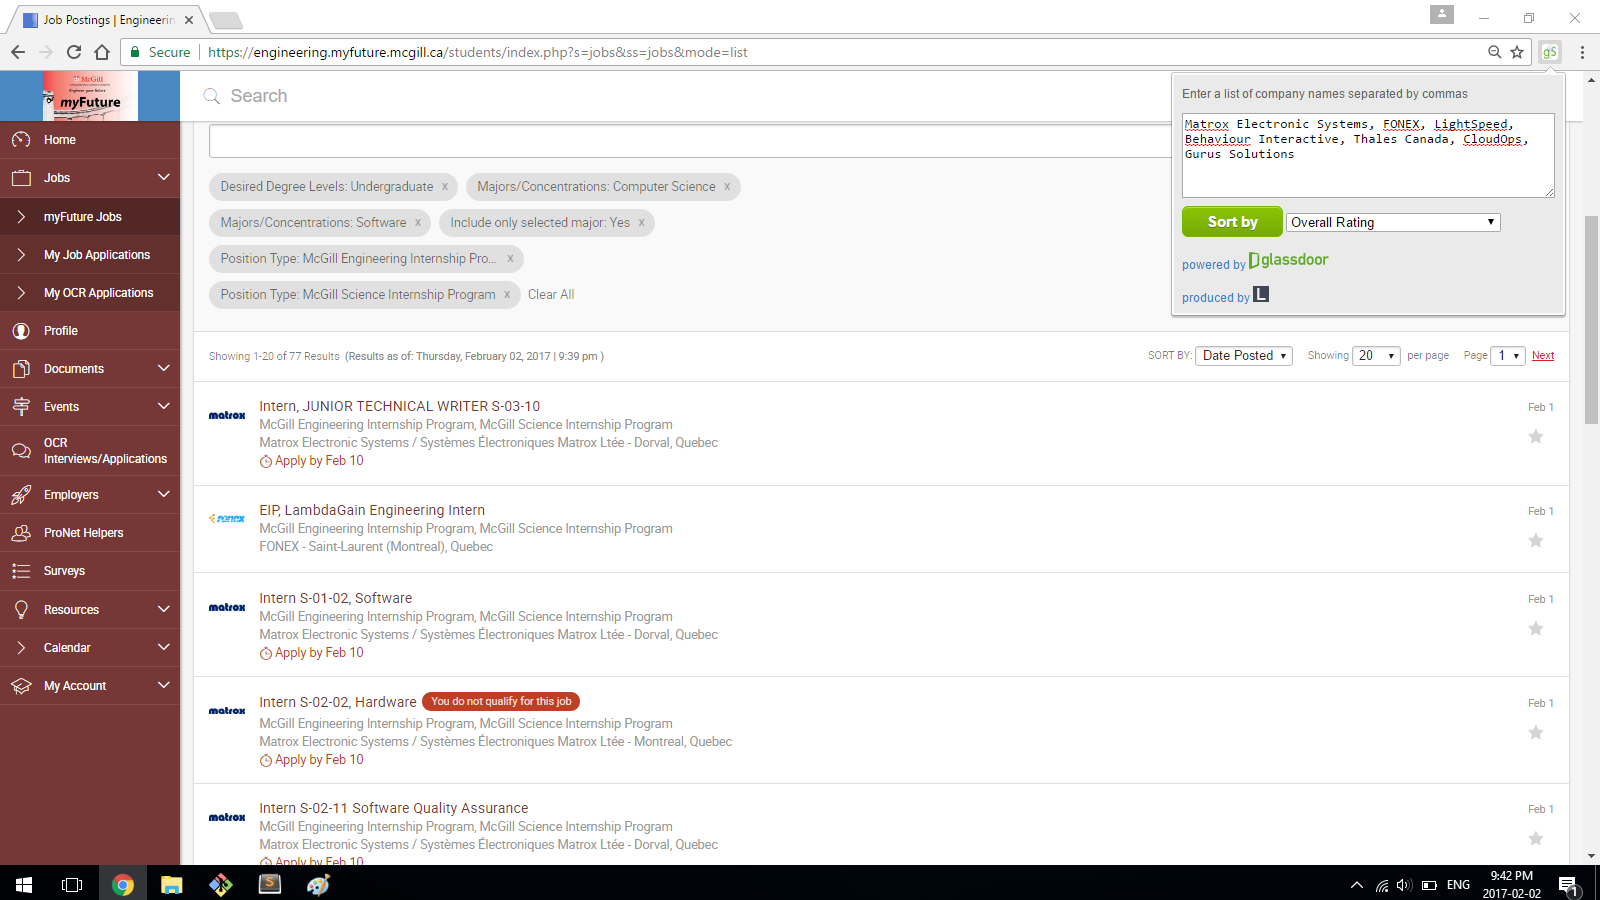 Job Postings | Engineerin
Secure
https://engineering.myfuture.mcgill.ca/students/index.php?s=jobs&ss=jobs&mode=list
gS
McGill
myFuture
Search
Home
Jobs
myFuture Jobs
My Job Applications
My OCR Applications
Profile
Documents
Events
OCR
Interviews/Applications
Employers
ProNet Helpers
Surveys
Resources
Calendar
My Account
Enter a list of company names separated by commas
Matrox Electronic Systems, FONEX, LightSpeed,
Behaviour Interactive, Thales Canada, CloudOps,
Gurus Solutions
Sort by Overall Rating
powered by glassdoor
produced by L
Desired Degree Levels: Undergraduate x Majors/Concentrations: Computer Science x
Majors/Concentrations: Software x Include only selected major: Yes x
Position Type: McGill Engineering Internship Pro... x
Position Type: McGill Science Internship Program x Clear All
Showing 1-20 of 77 Results (Results as of: Thursday, February 02, 2017 | 9:39 pm )
SORT BY: Date Posted Showing 20 per page Page 1 Next
matrox
Intern, JUNIOR TECHNICAL WRITER S-03-10
Feb 1
McGill Engineering Internship Program, McGill Science Internship Program
Matrox Electronic Systems / Systèmes Électroniques Matrox Ltée - Dorval, Quebec
Apply by Feb 10
FONEX
EIP, LambdaGain Engineering Intern
Feb 1
McGill Engineering Internship Program, McGill Science Internship Program
FONEX - Saint-Laurent (Montreal), Quebec
matrox
Intern S-01-02, Software
Feb 1
McGill Engineering Internship Program, McGill Science Internship Program
Matrox Electronic Systems / Systèmes Électroniques Matrox Ltée - Dorval, Quebec
Apply by Feb 10
matrox
Intern S-02-02, Hardware You do not qualify for this job
Feb 1
McGill Engineering Internship Program, McGill Science Internship Program
Matrox Electronic Systems / Systèmes Électroniques Matrox Ltée - Montreal, Quebec
Apply by Feb 10
matrox
Intern S-02-11 Software Quality Assurance
Feb 1
McGill Engineering Internship Program, McGill Science Internship Program
Matrox Electronic Systems / Systèmes Électroniques Matrox Ltée - Dorval, Quebec
Apply by Feb 10
S
ENG
9:42 PM
2017-02-02
1